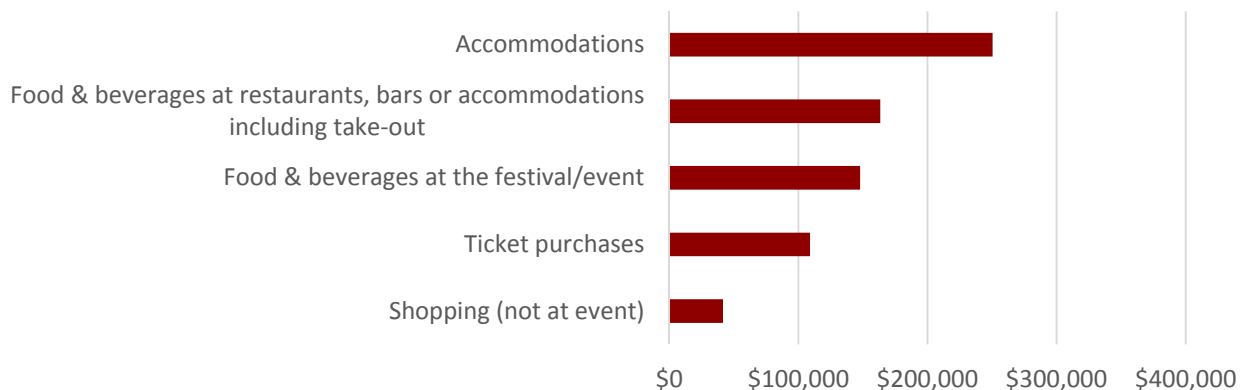 Accommodations
Food & beverages at restaurants, bars or accommodations
including take-out
Food & beverages at the festival/event
Ticket purchases
Shopping (not at event)
$0 $100,000 $200,000 $300,000 $400,000